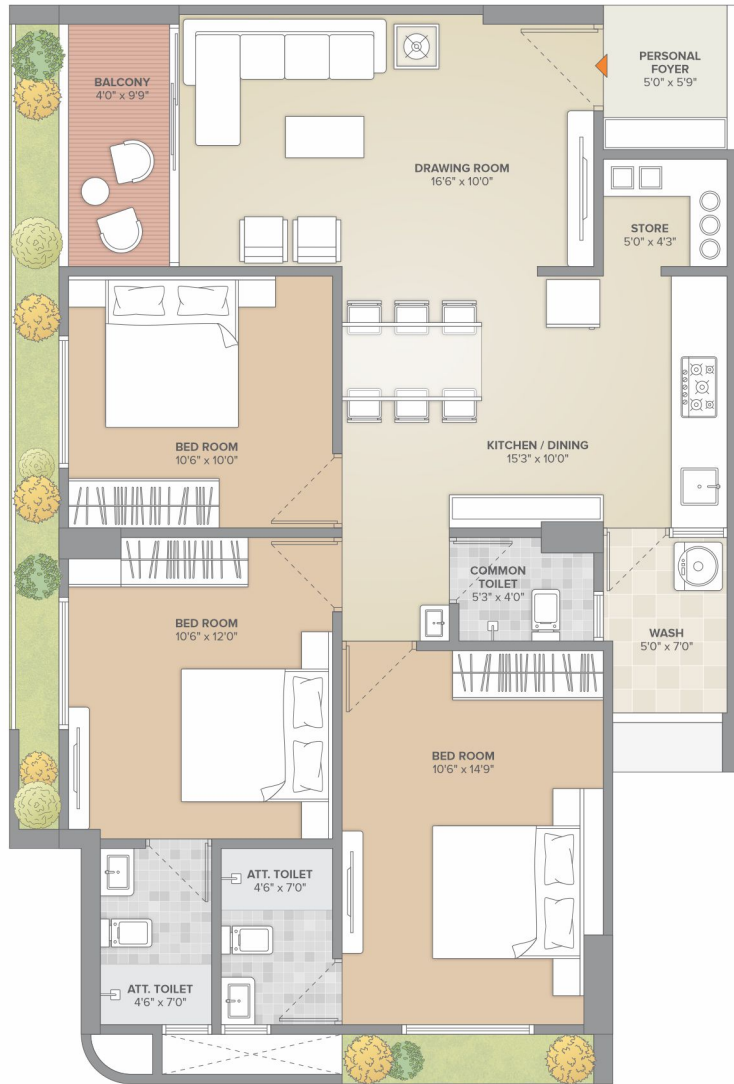 BALCONY
4'0" x 9'9"
PERSONAL
FOYER
5'0" x 5'9"
DRAWING ROOM
16'6" x 10'0"
STORE
5'0" x 4'3"
BED ROOM
10'6" x 10'0"
KITCHEN / DINING
15'3" x 10'0"
COMMON
TOILET
5'3" x 4'0"
BED ROOM
10'6" x 12'0"
WASH
5'0" x 7'0"
BED ROOM
10'6" x 14'9"
ATT. TOILET
4'6" x 7'0"
ATT. TOILET
4'6" x 7'0"